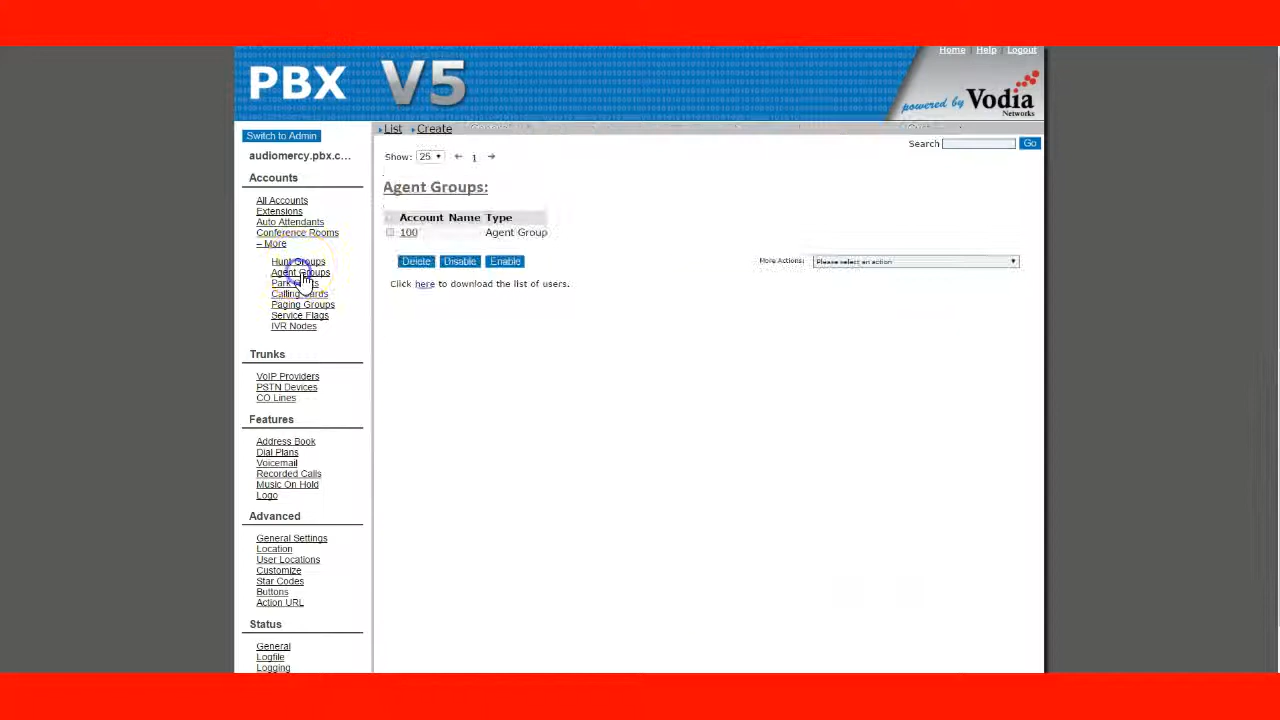 Home Help Logout
PBX V5
powered by Vodia
Networks
Switch to Admin
List Create
audiomercy.pbx.c...
Search Go
Show: 25 1
Accounts
All Accounts
Extensions
Auto Attendants
Conference Rooms
– More
Hunt Groups
Agent Groups
Park
Calling Cards
Paging Groups
Service Flags
IVR Nodes
Trunks
VoIP Providers
PSTN Devices
CO Lines
Features
Address Book
Dial Plans
Voicemail
Recorded Calls
Music On Hold
Logo
Advanced
General Settings
Location
User Locations
Customize
Star Codes
Buttons
Action URL
Status
General
Logfile
Logging
Agent Groups:
Account Name Type
100 Agent Group
Delete Disable Enable
More Actions: Please select an action
Click here to download the list of users.